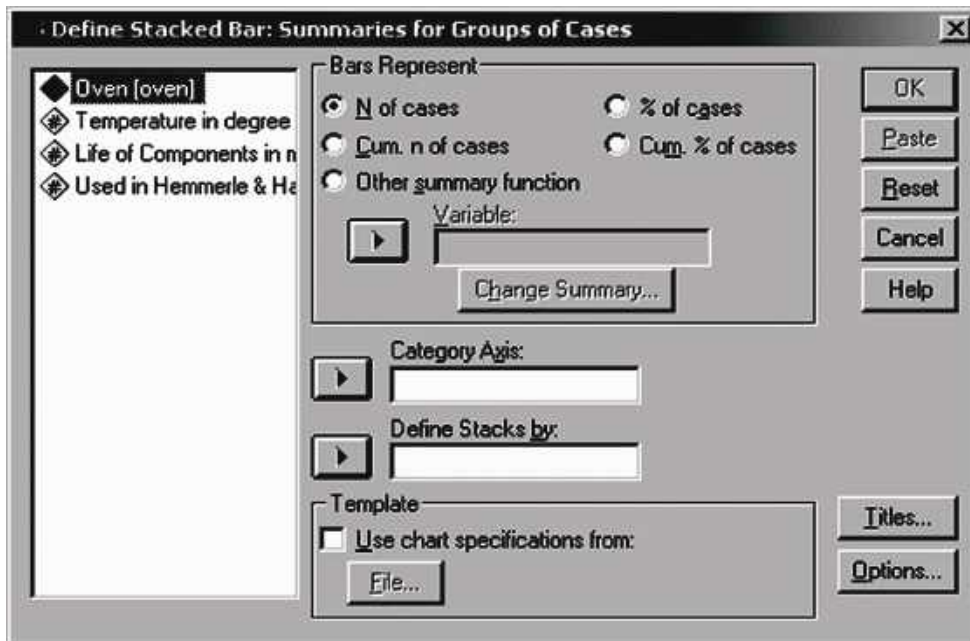 Define Stacked Bar: Summaries for Groups of Cases
Oven [oven]
Temperature in degree
Life of Components in m
Used in Hemmerle & Ha
Bars Represent
N of cases
% of cases
Cum. n of cases
Cum. % of cases
Other summary function
Variable:
Change Summary...
Category Axis:
Define Stacks by:
Template
Use chart specifications from:
File...
OK
Paste
Reset
Cancel
Help
Titles...
Options...